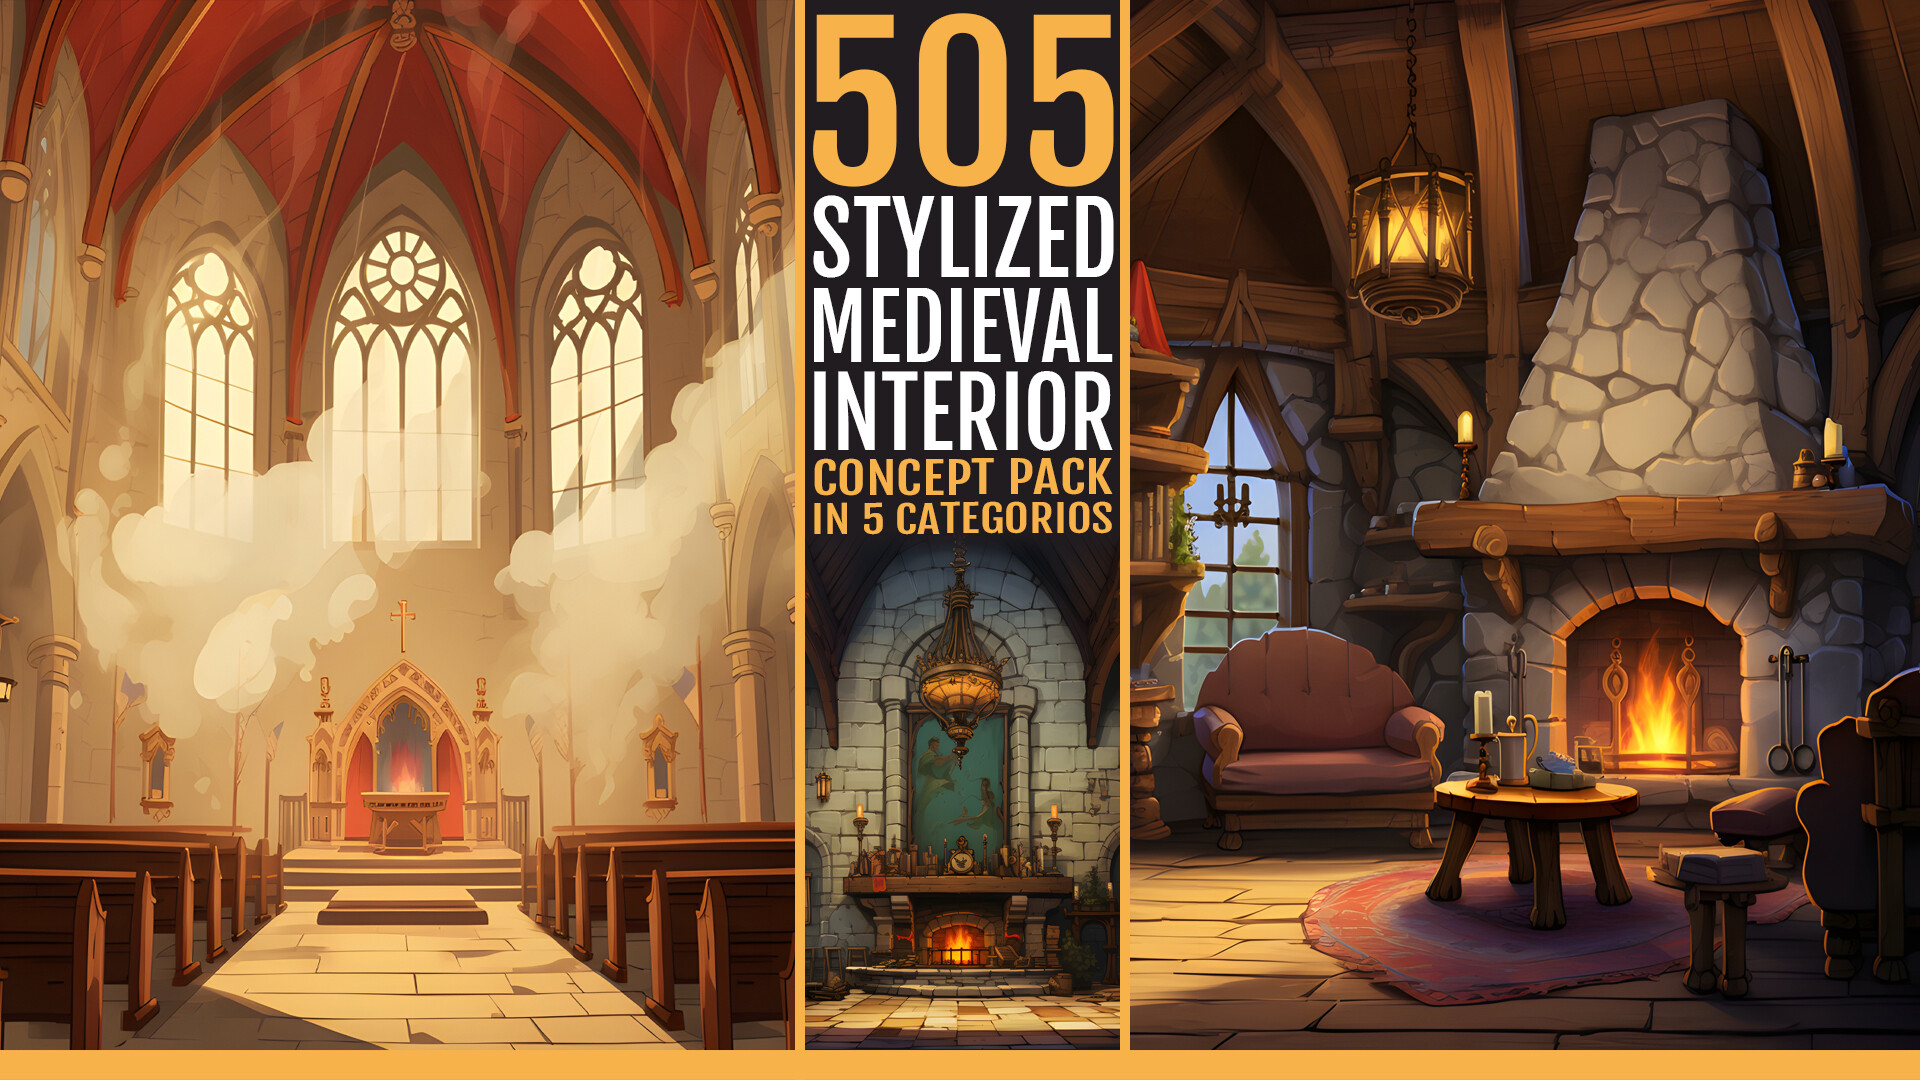 505
STYLIZED
MEDIEVAL
INTERIOR
CONCEPT PACK
IN 5 CATEGORIOS